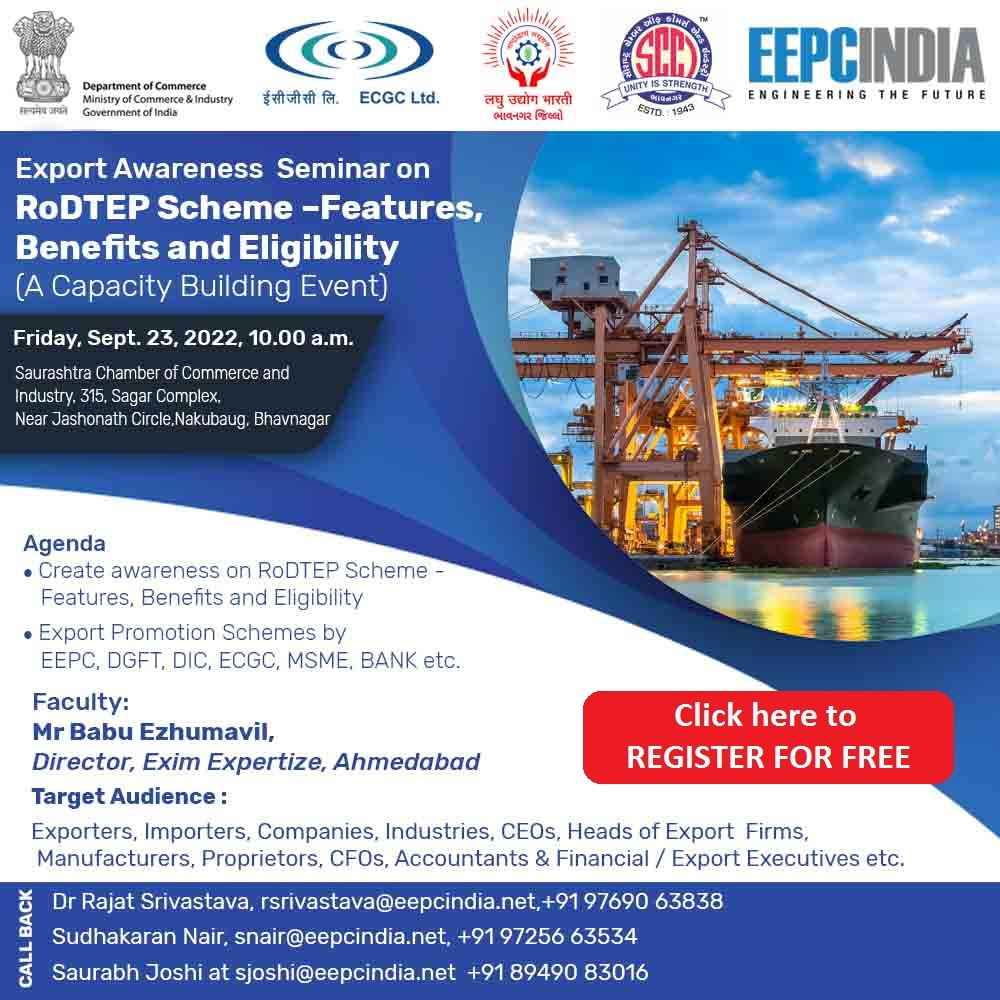 सत्यमेव जयते
Department of Commerce
Ministry of Commerce & Industry
Government of India
ईसीजीसी लि. ECGC Ltd.
लघु उद्योग भारती
ભાવનગર જિલ્લો
SCCI
TM
UNITY IS STRENGTH
ભાવનગર
ESTD. : 1943
EEPCINDIA
ENGINEERING THE FUTURE
Export Awareness Seminar on
RoDTEP Scheme –Features,
Benefits and Eligibility
(A Capacity Building Event)
Friday, Sept. 23, 2022, 10.00 a.m.
Saurashtra Chamber of Commerce and
Industry, 315, Sagar Complex,
Near Jashonath Circle,Nakubaug, Bhavnagar
Agenda
• Create awareness on RoDTEP Scheme -
Features, Benefits and Eligibility
• Export Promotion Schemes by
EEPC, DGFT, DIC, ECGC, MSME, BANK etc.
Faculty:
Mr Babu Ezhumavil,
Director, Exim Expertize, Ahmedabad
Click here to
REGISTER FOR FREE
Target Audience :
Exporters, Importers, Companies, Industries, CEOs, Heads of Export Firms,
Manufacturers, Proprietors, CFOs, Accountants & Financial / Export Executives etc.
CALL BACK
Dr Rajat Srivastava, rsrivastava@eepcindia.net,+91 97690 63838
Sudhakaran Nair, snair@eepcindia.net, +91 97256 63534
Saurabh Joshi at sjoshi@eepcindia.net +91 89490 83016